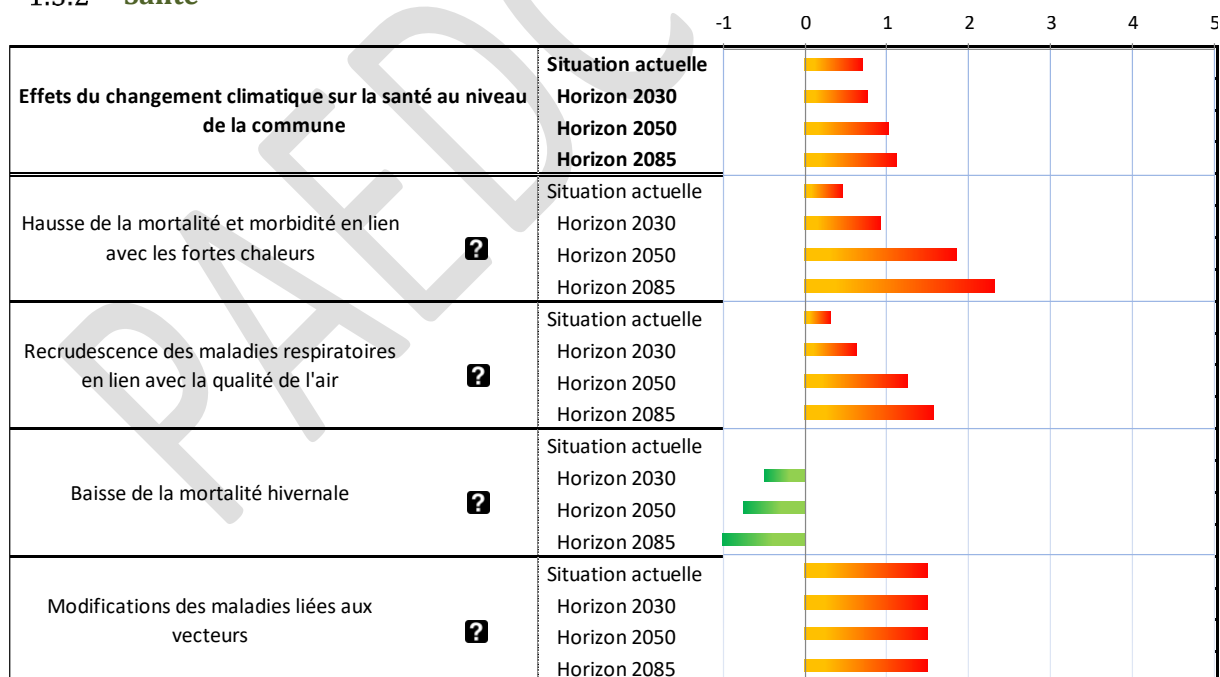 1.3.2 Santé
-1 0 1 2 3 4 5
Effets du changement climatique sur la santé au niveau
de la commune
Situation actuelle
Horizon 2030
Horizon 2050
Horizon 2085
Hausse de la mortalité et morbidité en lien
avec les fortes chaleurs
?
Situation actuelle
Horizon 2030
Horizon 2050
Horizon 2085
Recrudescence des maladies respiratoires
en lien avec la qualité de l'air
?
Situation actuelle
Horizon 2030
Horizon 2050
Horizon 2085
Baisse de la mortalité hivernale
?
Situation actuelle
Horizon 2030
Horizon 2050
Horizon 2085
Modifications des maladies liées aux
vecteurs
?
Situation actuelle
Horizon 2030
Horizon 2050
Horizon 2085
PAEDC